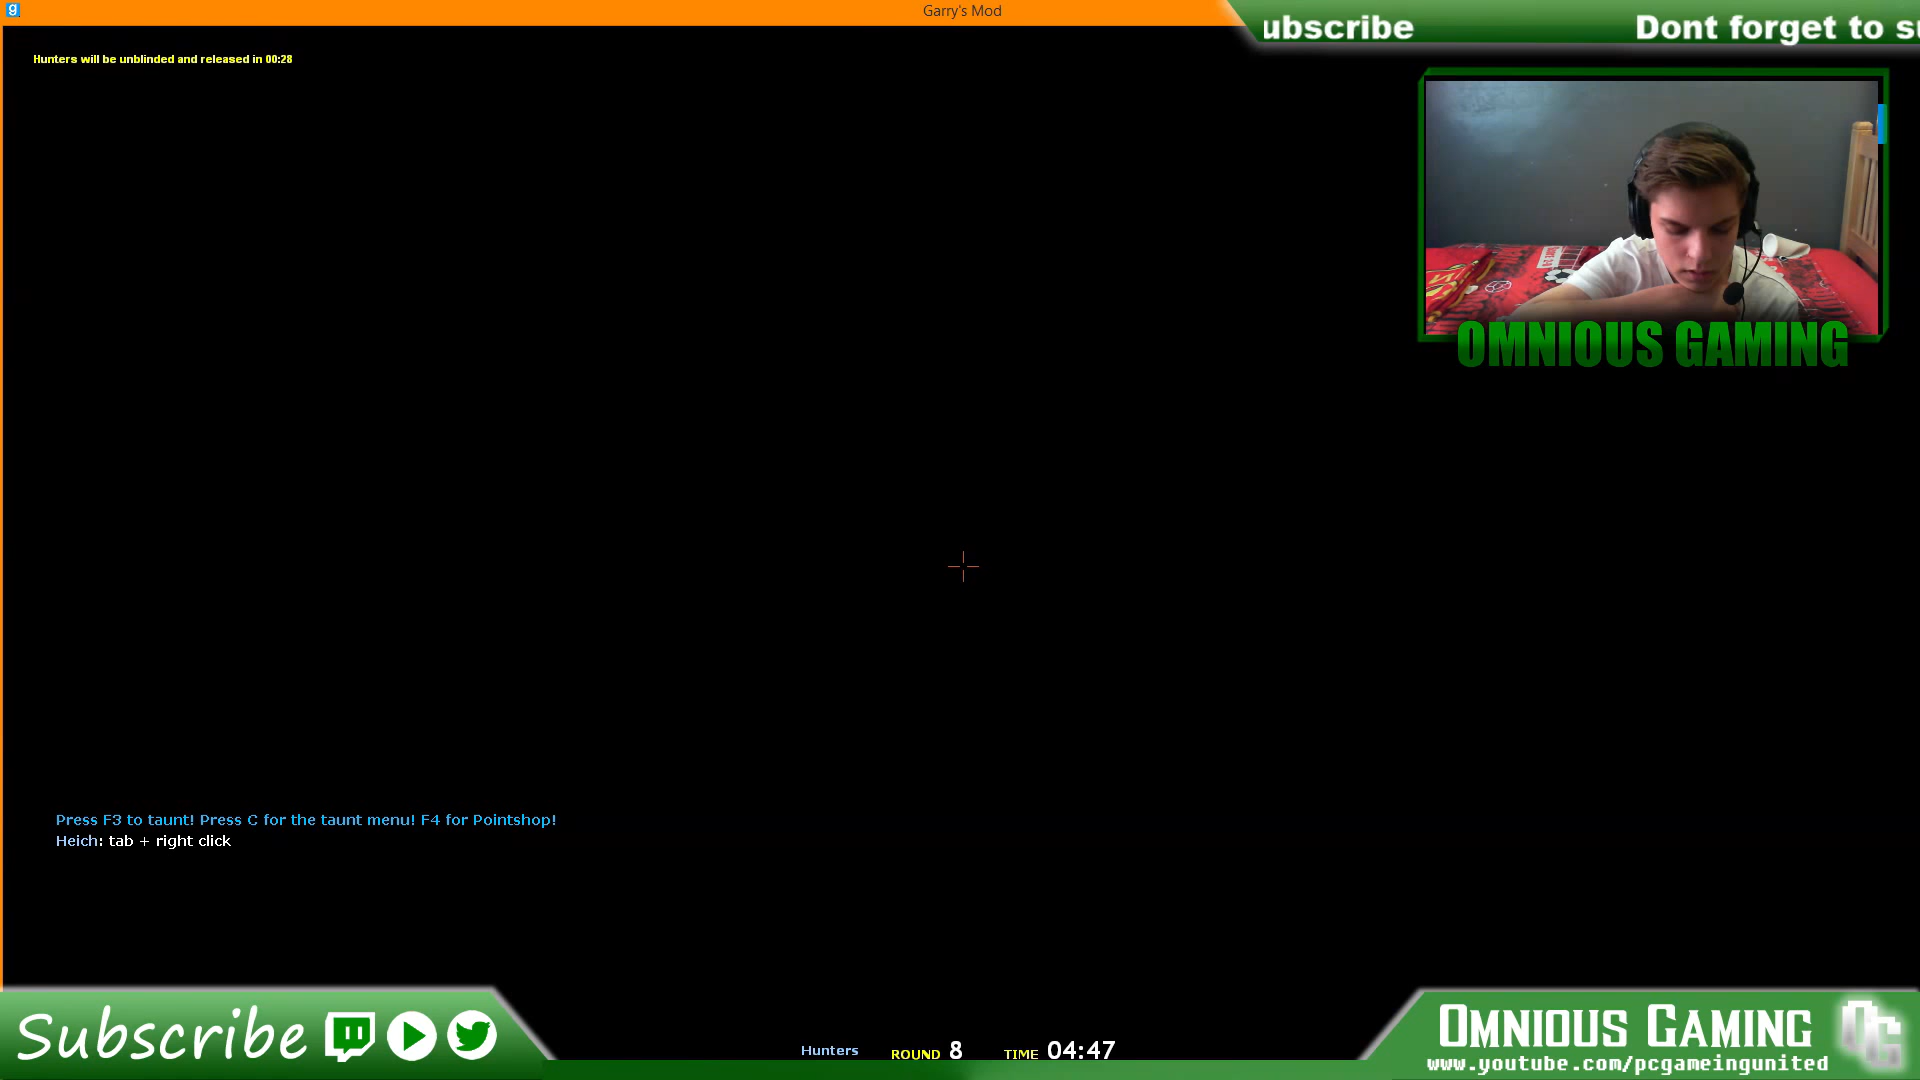 Garry's Mod
ubscribe Dont forget to su
Hunters will be unblinded and released in 00:28
OMNIOUS GAMING
Press F3 to taunt! Press C for the taunt menu! F4 for Pointshop!
Heich: tab + right click
Subscribe
Hunters ROUND 8 TIME 04:47
OMNIOUS GAMING
www.youtube.com/pcgameingunited